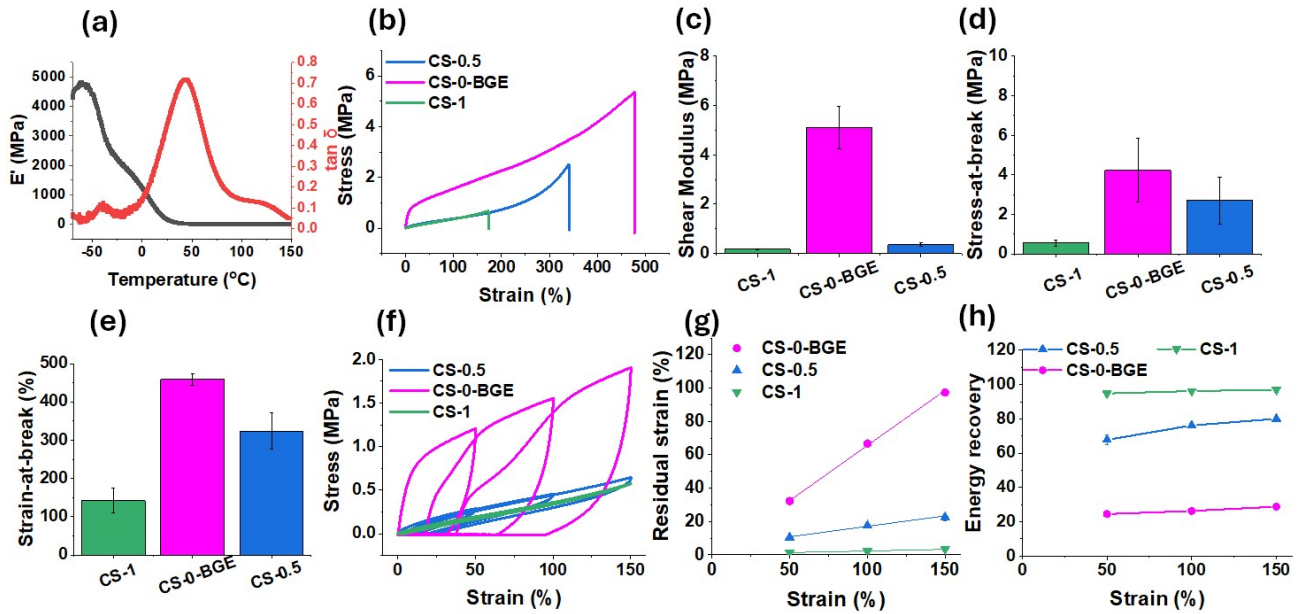 (a)
5000
4000
3000
2000
1000
0
E' (MPa)
0.8
0.7
0.6
0.5
0.4
0.3
0.2
0.1
0.0
tan δ
-50 0 50 100 150
Temperature (°C)
(b)
CS-0.5
CS-0-BGE
CS-1
6
4
2
0
Stress (MPa)
0 100 200 300 400 500
Strain (%)
(c)
8
6
4
2
0
Shear Modulus (MPa)
CS-1 CS-0-BGE CS-0.5
(d)
10
8
6
4
2
0
Stress-at-break (MPa)
CS-1 CS-0-BGE CS-0.5
(e)
500
400
300
200
100
0
Strain-at-break (%)
CS-1 CS-0-BGE CS-0.5
(f)
CS-0.5
CS-0-BGE
CS-1
2.0
1.5
1.0
0.5
0.0
Stress (MPa)
0 50 100 150
Strain (%)
(g)
CS-0-BGE
CS-0.5
CS-1
120
100
80
60
40
20
0
Residual strain (%)
0 50 100 150
Strain (%)
(h)
CS-0.5 CS-1
CS-0-BGE
120
100
80
60
40
20
0
Energy recovery
0 50 100 150
Strain (%)